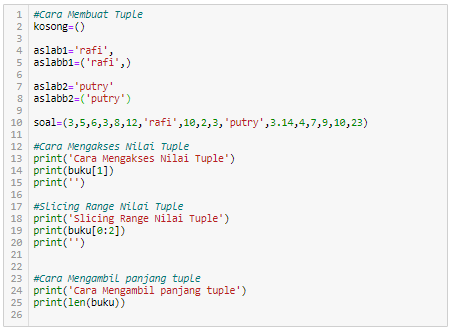 1 #Cara Membuat Tuple
2 kosong=()
3
4 aslab1='rafi',
5 aslabb1=('rafi',)
6
7 aslab2='putry'
8 aslabb2=('putry')
9
10 soal=(3,5,6,3,8,12,'rafi',10,2,3,'putry',3.14,4,7,9,10,23)
11
12 #Cara Mengakses Nilai Tuple
13 print('Cara Mengakses Nilai Tuple')
14 print(buku[1])
15 print('')
16
17 #Slicing Range Nilai Tuple
18 print('Slicing Range Nilai Tuple')
19 print(buku[0:2])
20 print('')
21
22
23 #Cara Mengambil panjang tuple
24 print('Cara Mengambil panjang tuple')
25 print(len(buku))
26